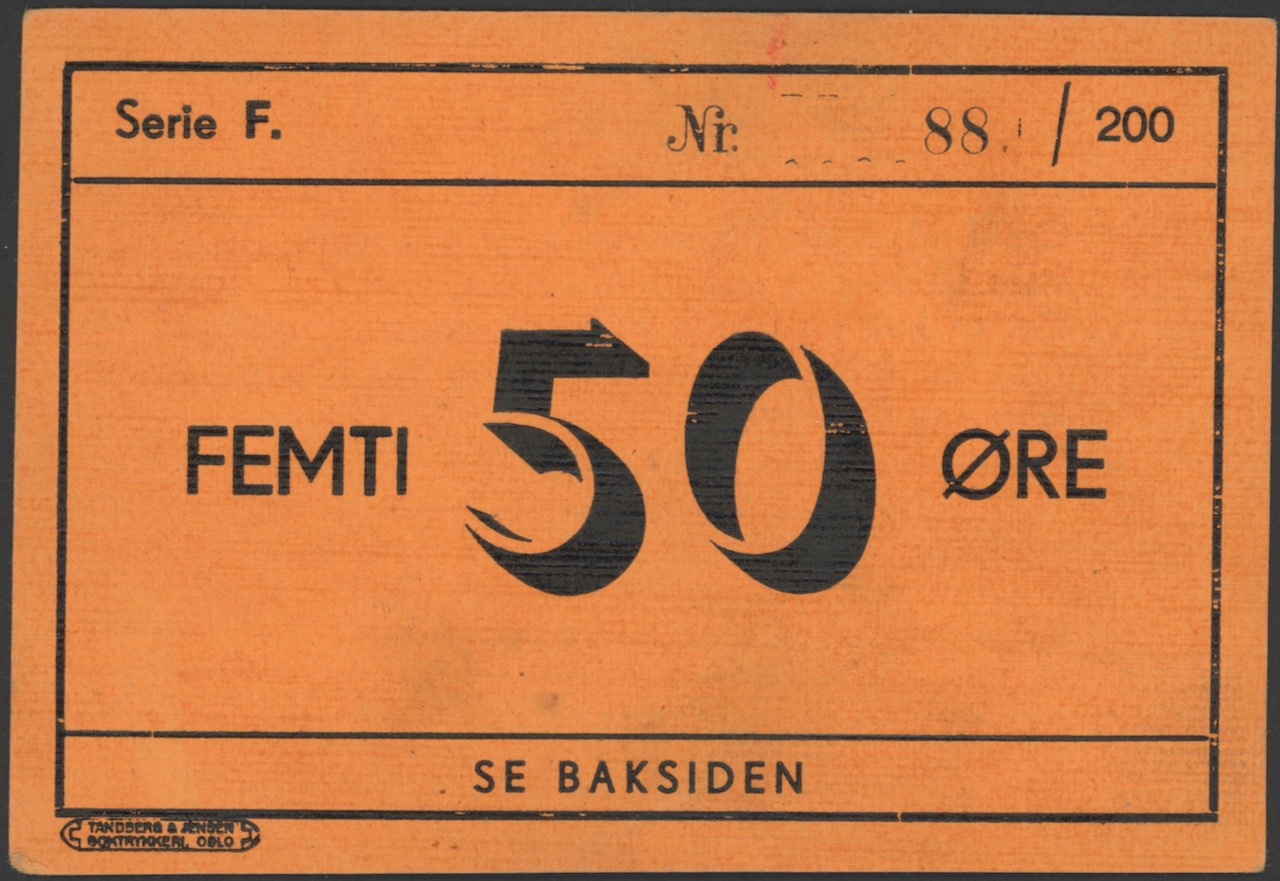 Serie F. Nr. 88 / 200
FEMTI 50 ØRE
SE BAKSIDEN
TANDBERG & JENSEN
BOKTRYKKERI, OSLO